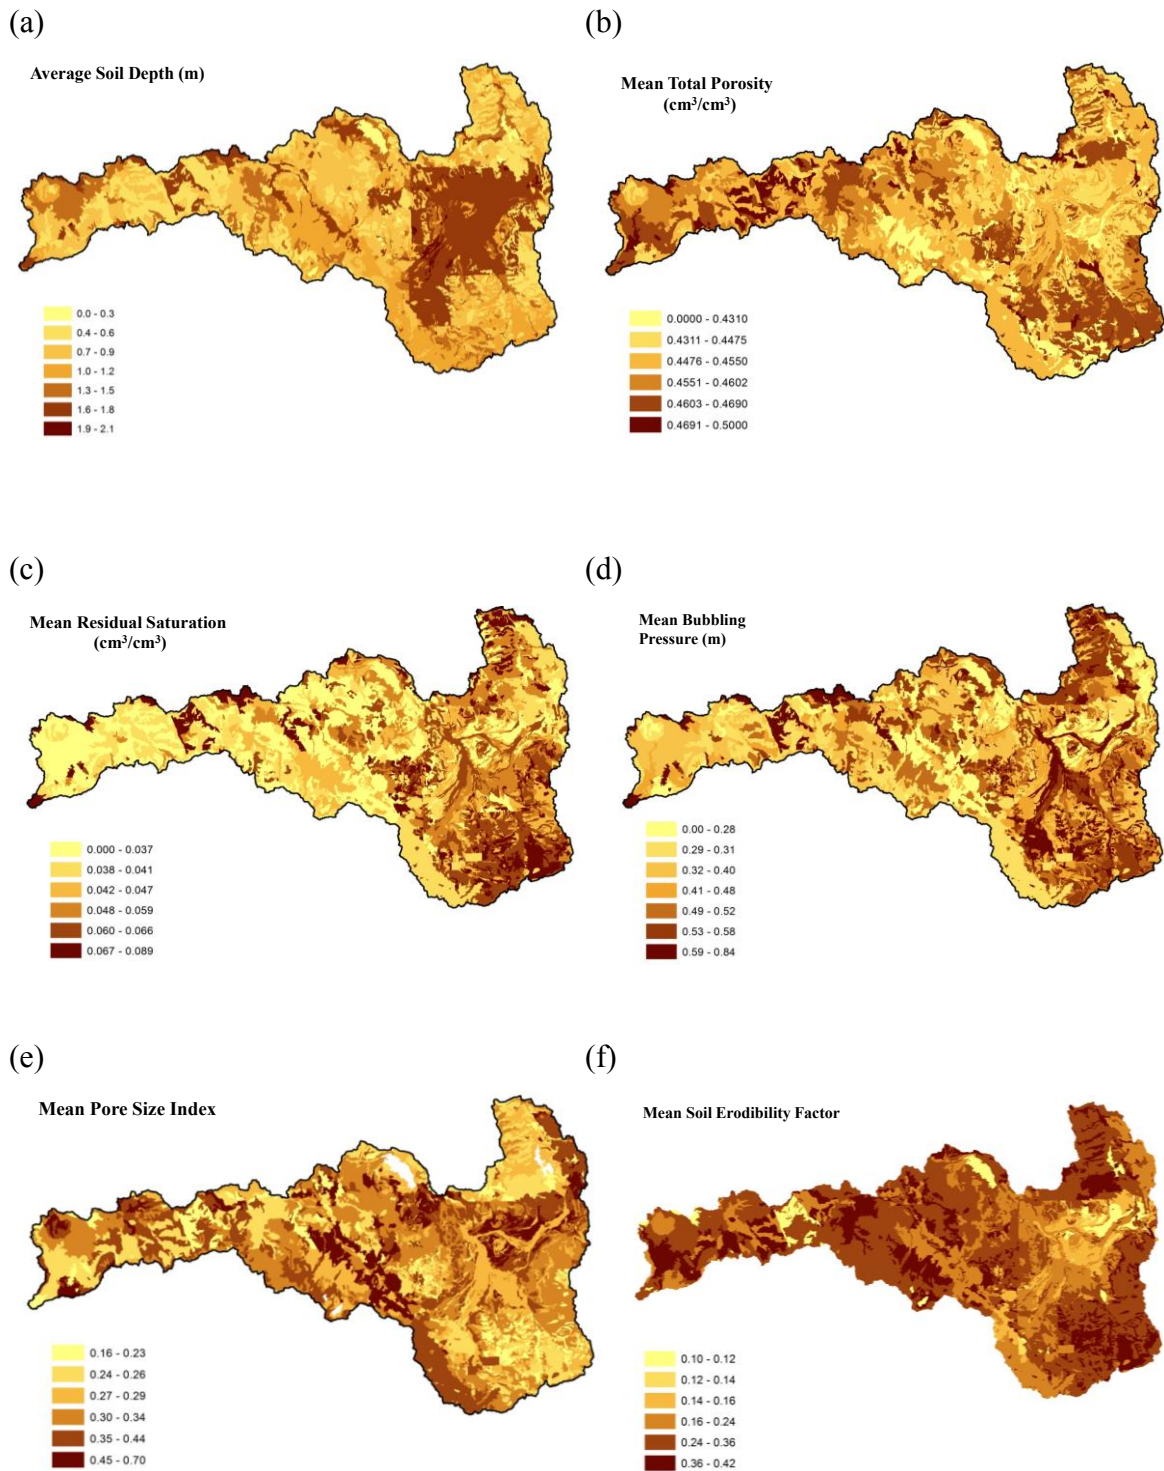 (a)
Average Soil Depth (m)
0.0 - 0.3
0.4 - 0.6
0.7 - 0.9
1.0 - 1.2
1.3 - 1.5
1.6 - 1.8
1.9 - 2.1
(b)
Mean Total Porosity
(cm³/cm³)
0.0000 - 0.4310
0.4311 - 0.4475
0.4476 - 0.4550
0.4551 - 0.4602
0.4603 - 0.4690
0.4691 - 0.5000
(c)
Mean Residual Saturation
(cm³/cm³)
0.000 - 0.037
0.038 - 0.041
0.042 - 0.047
0.048 - 0.059
0.060 - 0.066
0.067 - 0.089
(d)
Mean Bubbling
Pressure (m)
0.00 - 0.28
0.29 - 0.31
0.32 - 0.40
0.41 - 0.48
0.49 - 0.52
0.53 - 0.58
0.59 - 0.84
(e)
Mean Pore Size Index
0.16 - 0.23
0.24 - 0.26
0.27 - 0.29
0.30 - 0.34
0.35 - 0.44
0.45 - 0.70
(f)
Mean Soil Erodibility Factor
0.10 - 0.12
0.12 - 0.14
0.14 - 0.16
0.16 - 0.24
0.24 - 0.36
0.36 - 0.42